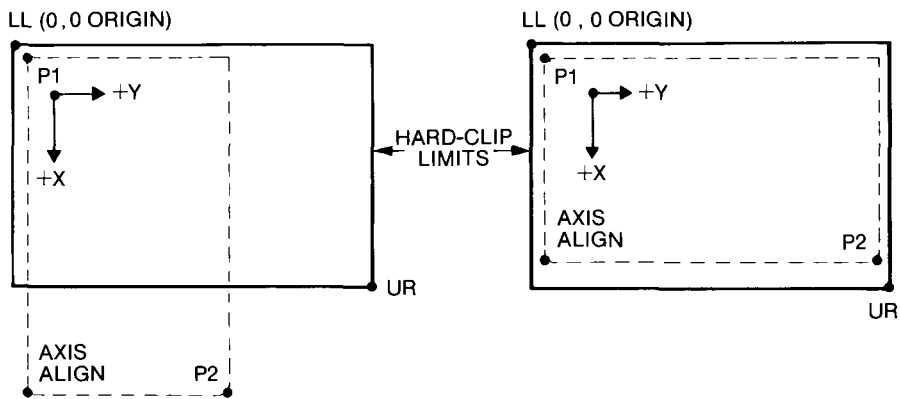 LL (0,0 ORIGIN)
P1
+Y
+X
UR
AXIS
ALIGN
P2
HARD-CLIP
LIMITS
LL (0,0 ORIGIN)
P1
+Y
+X
AXIS
ALIGN
P2
UR